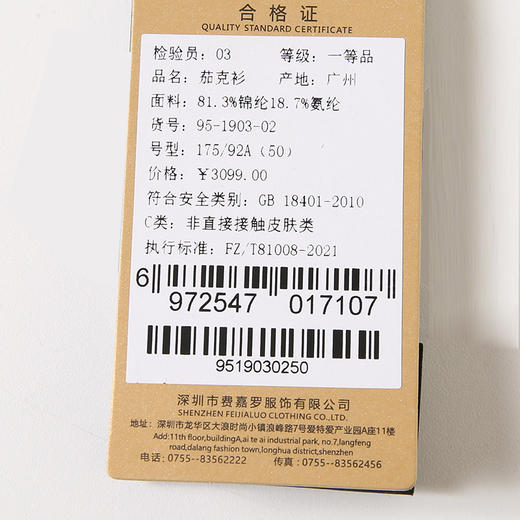 合格证
QUALITY STANDARD CERTIFICATE
检验员：03 等级：一等品
品名：茄克衫 产地：广州
面料：81.3%锦纶18.7%氨纶
货号：95-1903-02
号型：175/92A（50）
价格：￥3099.00
符合安全类别：GB 18401-2010
C类：非直接接触皮肤类
执行标准：FZ/T81008-2021
6 972547 017107
9519030250
深圳市费嘉罗服饰有限公司
SHENZHEN FEIJIALUO CLOTHING CO.,LTD.
地址：深圳市龙华区大浪时尚小镇浪峰路7号爱特爱产业园A座11楼
Add:11th floor,buildingA,ai te ai industrial park, no.7,langfeng
road,dalang fashion town,longhua district,shenzhen
电话：0755--83562222 传真：0755--83562456